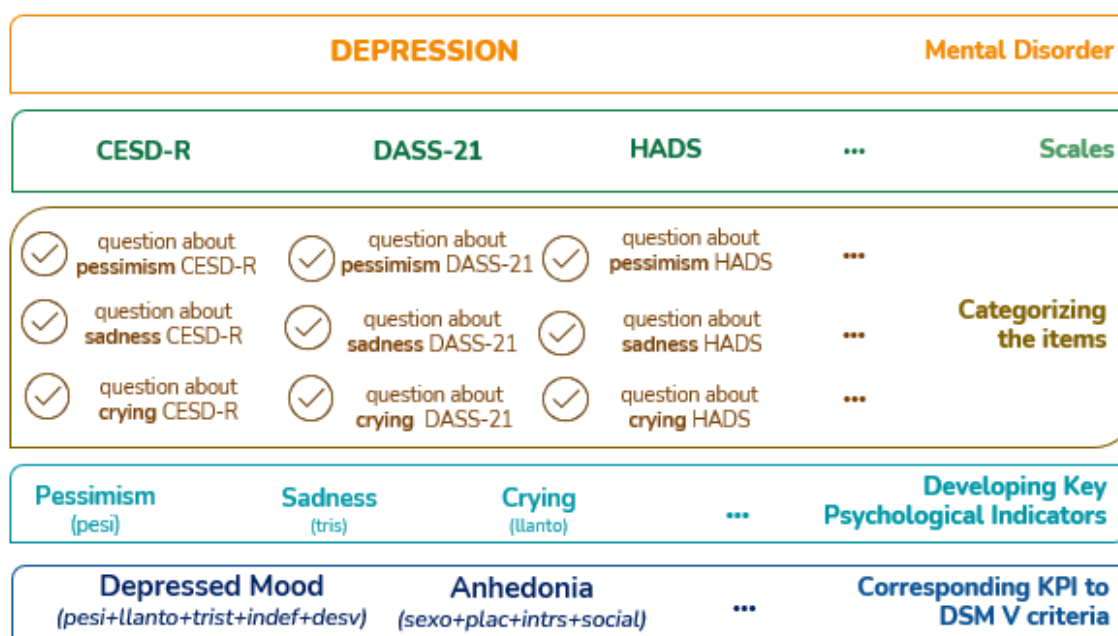 DEPRESSION
Mental Disorder
CESD-R
DASS-21
HADS
...
Scales
question about
pessimism CESD-R
question about
pessimism DASS-21
question about
pessimism HADS
...
question about
sadness CESD-R
question about
sadness DASS-21
question about
sadness HADS
...
Categorizing
the items
question about
crying CESD-R
question about
crying DASS-21
question about
crying HADS
...
Pessimism
(pesi)
Sadness
(tris)
Crying
(llanto)
...
Developing Key
Psychological Indicators
Depressed Mood
(pesi+llanto+trist+indef+desv)
Anhedonia
(sexo+plac+intrs+social)
...
Corresponding KPI to
DSM V criteria